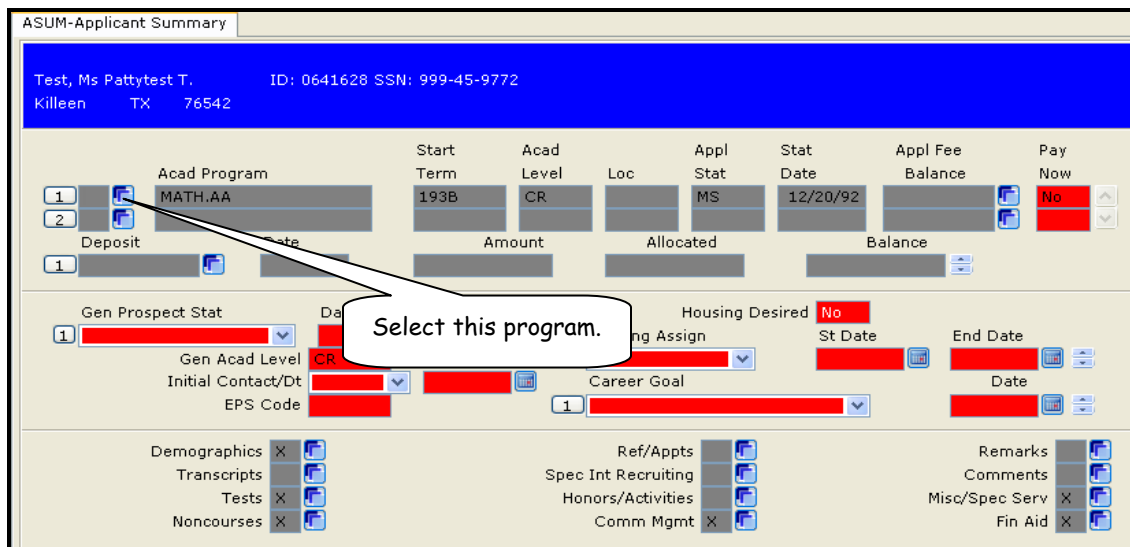 ASUM-Applicant Summary
Test, Ms Pattytest T. ID: 0641628 SSN: 999-45-9772
Killeen TX 76542
Start Acad Appl Stat Appl Fee Pay
Acad Program Term Level Loc Stat Date Balance Now
1 MATH.AA 193B CR MS 12/20/92 No
2
Deposit Date Amount Allocated Balance
1
Gen Prospect Stat Da Housing Desired No
1 ng Assign St Date End Date
Select this program.
Gen Acad Level CR
Initial Contact/Dt Career Goal Date
EPS Code 1
Demographics X Ref/Appts Remarks
Transcripts Spec Int Recruiting Comments
Tests X Honors/Activities Misc/Spec Serv X
Noncourses X Comm Mgmt X Fin Aid X